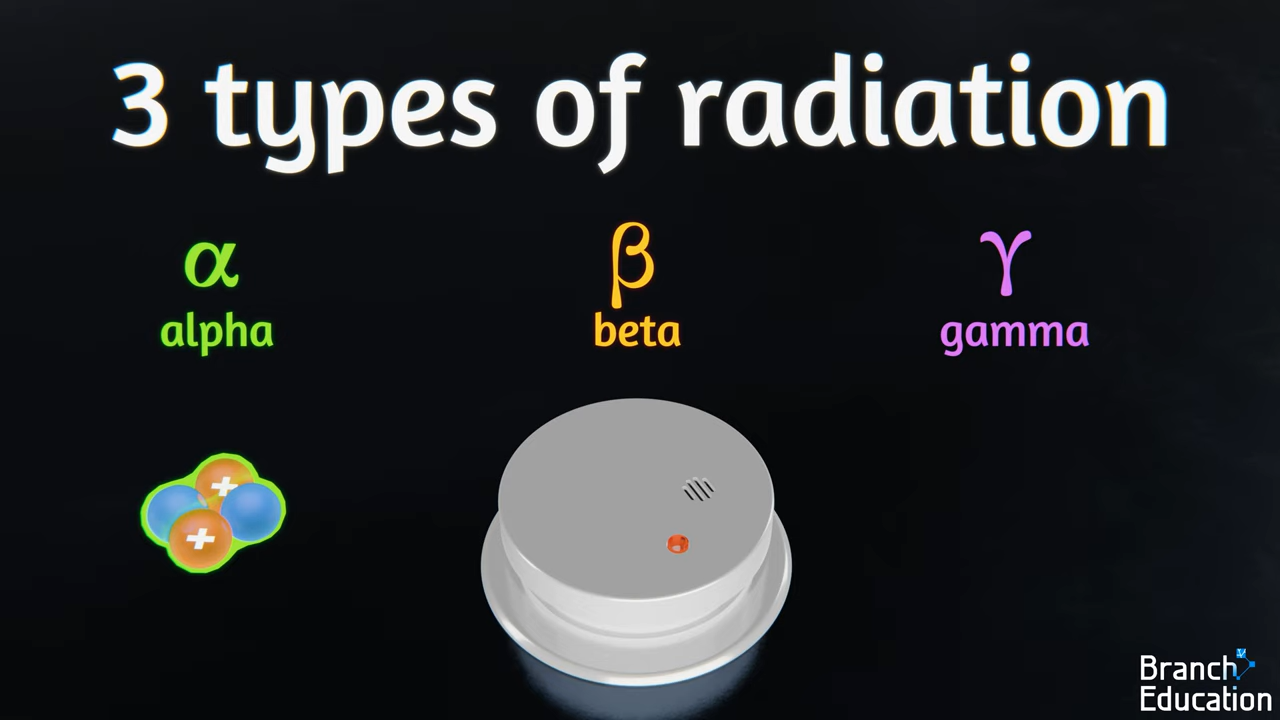 3 types of radiation
α β γ
alpha beta gamma
+
+
Branch
Education